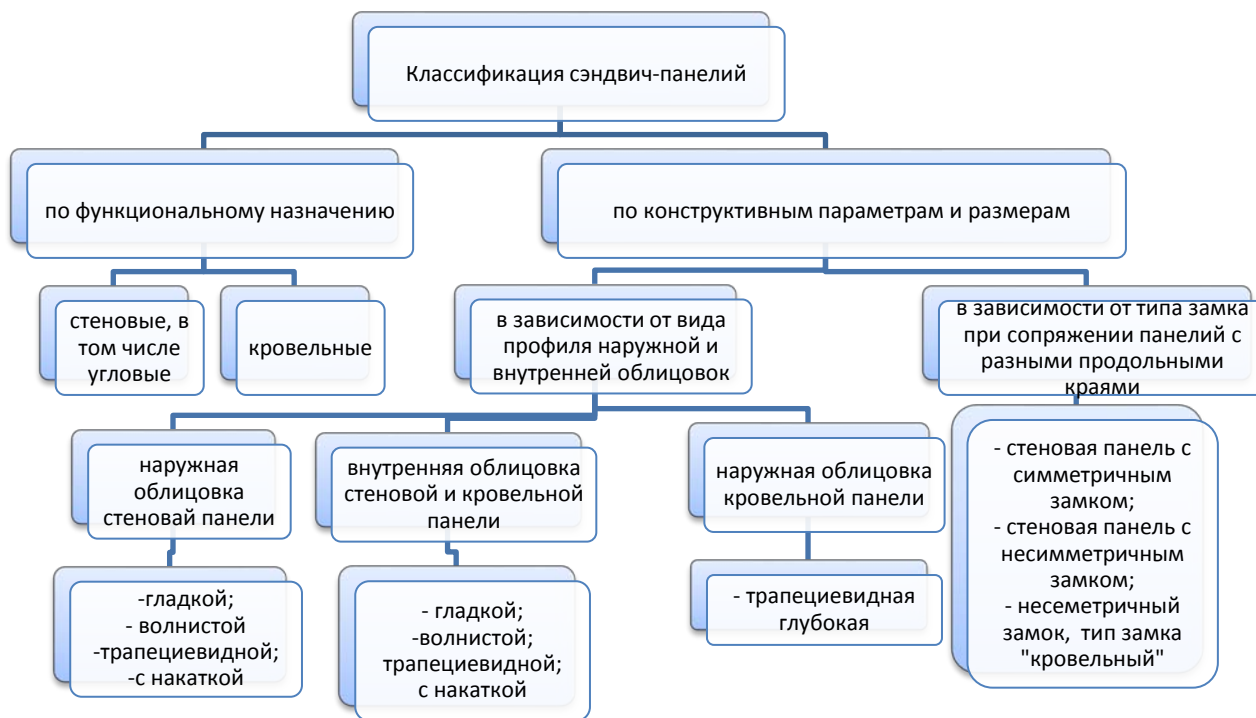 Классификация сэндвич-панелий
по функциональному назначению
по конструктивным параметрам и размерам
стеновые, в
том числе
угловые
кровельные
в зависимости от вида
профиля наружной и
внутренней облицовок
в зависимости от типа замка
при сопряжении панелий с
разными продольными
краями
наружная
облицовка
стеновай панели
внутренняя облицовка
стеновой и кровельной
панели
наружная облицовка
кровельной панели
-гладкой;
- волнистой
-трапециевидной;
-с накаткой
- гладкой;
-волнистой;
трапециевидной;
с накаткой
- трапециевидная
глубокая
- стеновая панель с
симметричным
замком;
- стеновая панель с
несимметричным
замком;
- несеметричный
замок, тип замка
"кровельный"